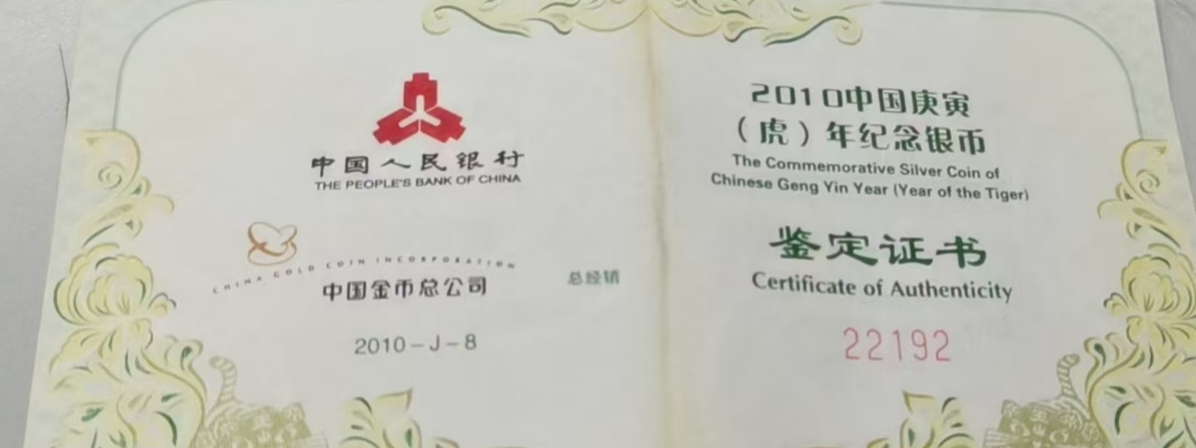 中国人民银行
THE PEOPLE'S BANK OF CHINA
CHINA GOLD COIN INCORPORATION
中国金币总公司
总经销
2010-J-8
2010中国庚寅
（虎）年纪念银币
The Commemorative Silver Coin of
Chinese Geng Yin Year (Year of the Tiger)
鉴定证书
Certificate of Authenticity
22192